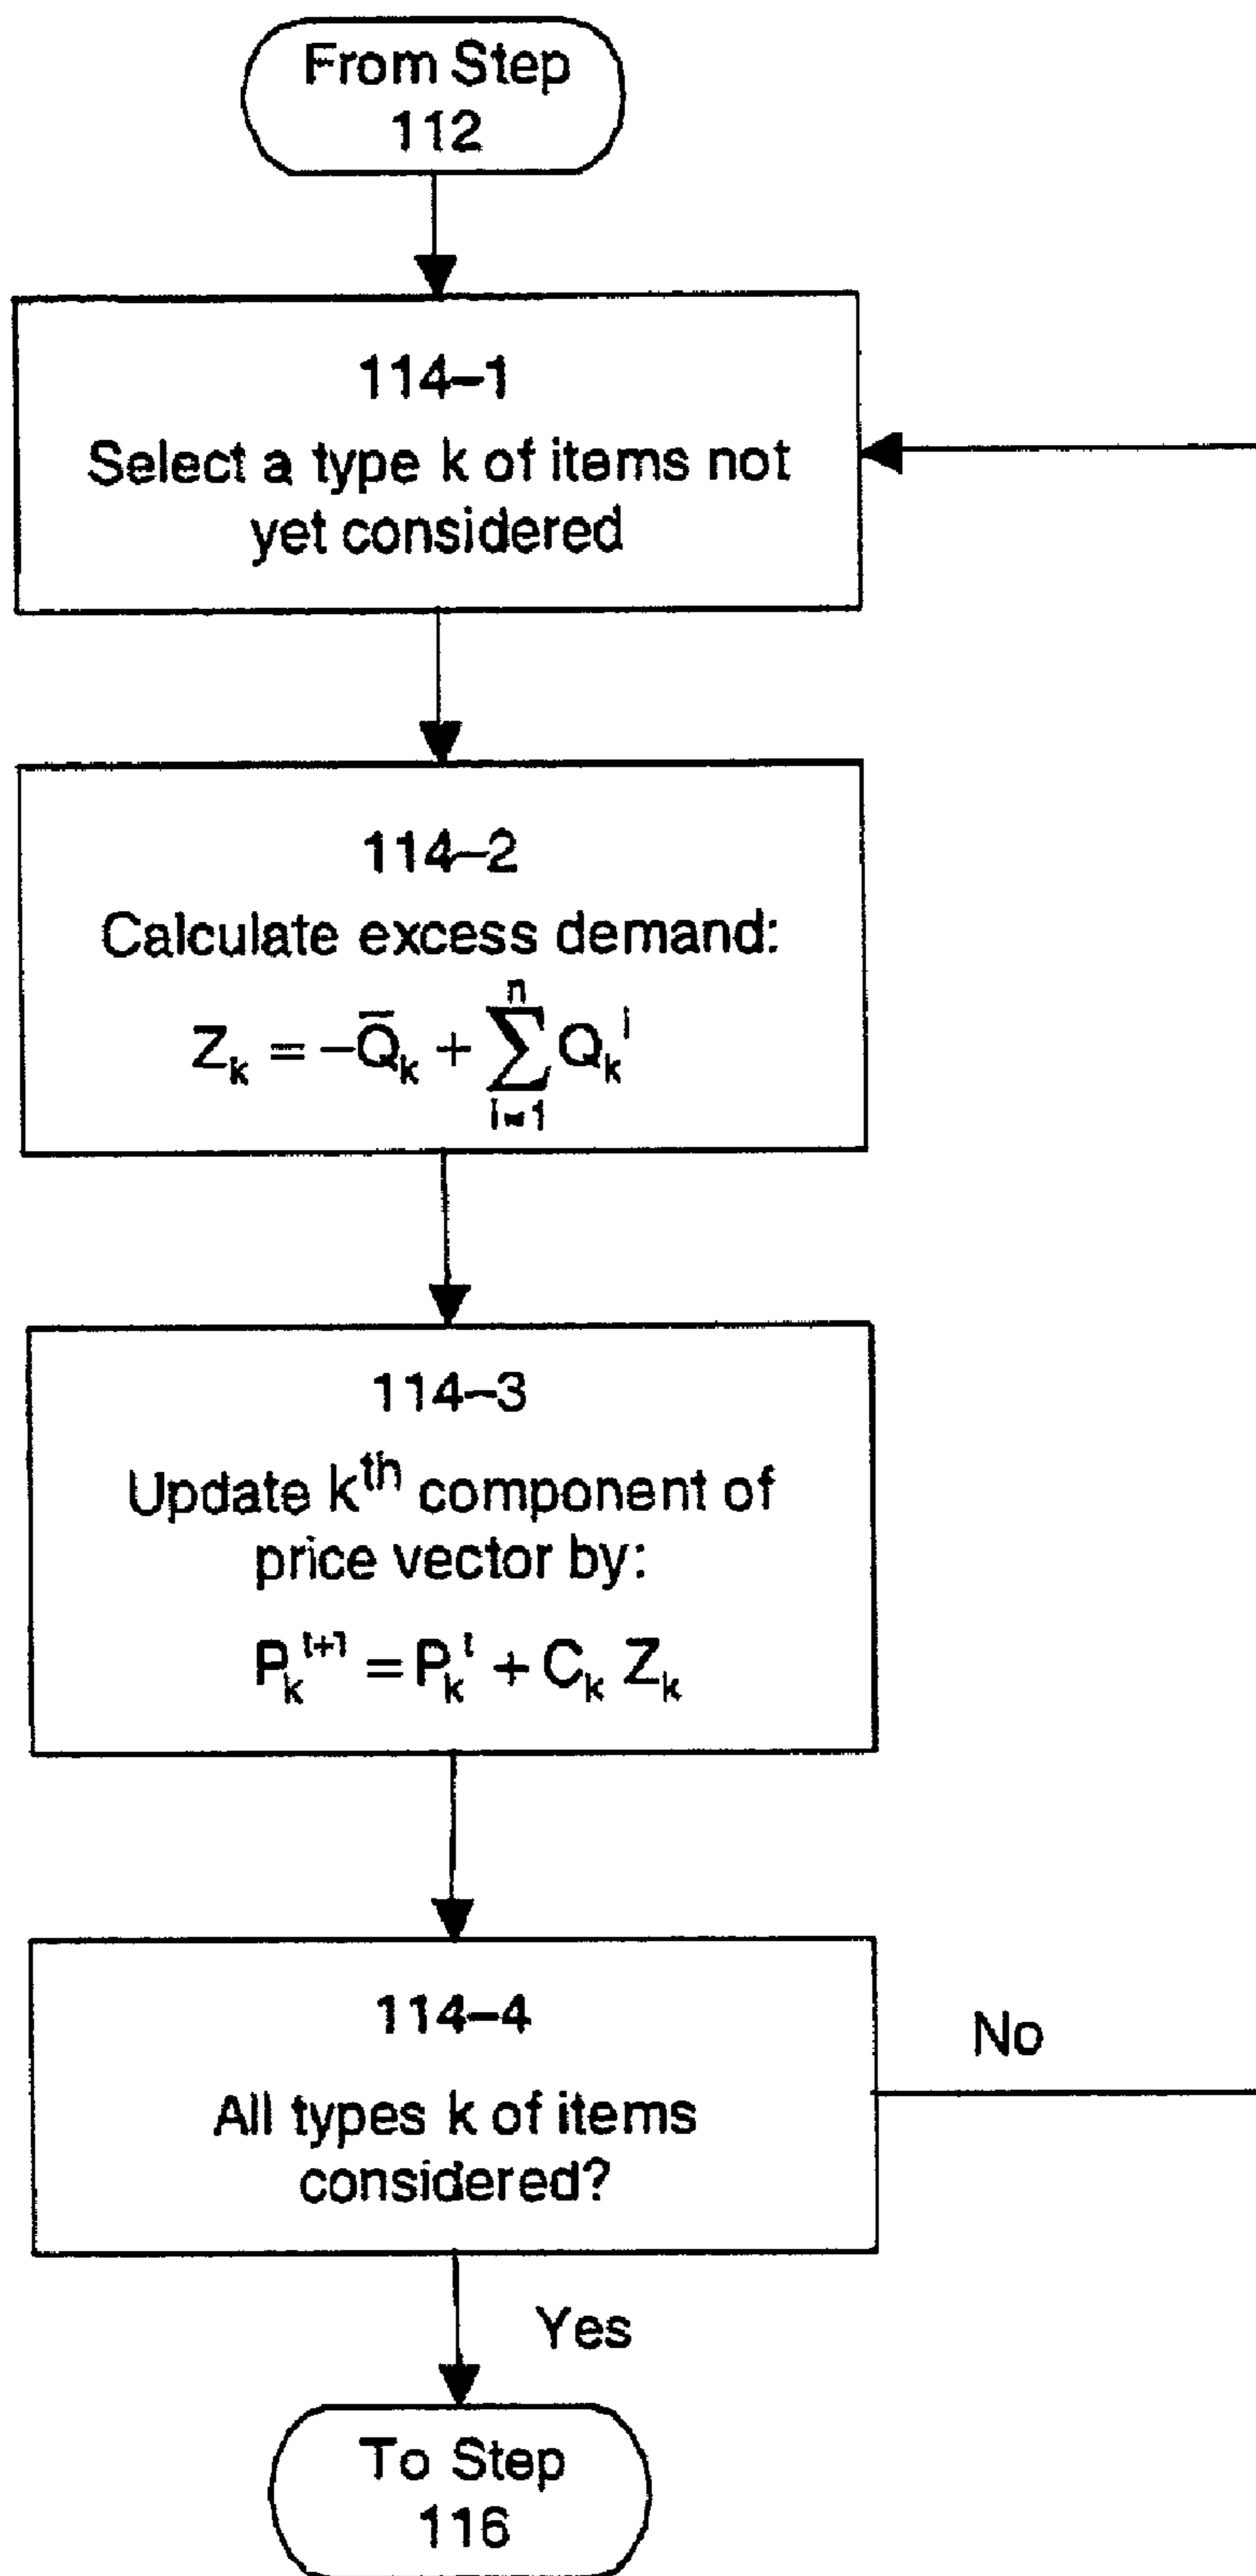 From Step
112
114–1
Select a type k of items not
yet considered
114–2
Calculate excess demand:
Z_k = −Q̅_k + ∑_{i=1}^{n} Q_k^i
114–3
Update k^th component of
price vector by:
P_k^{t+1} = P_k^t + C_k Z_k
114–4
All types k of items
considered?
No
Yes
To Step
116